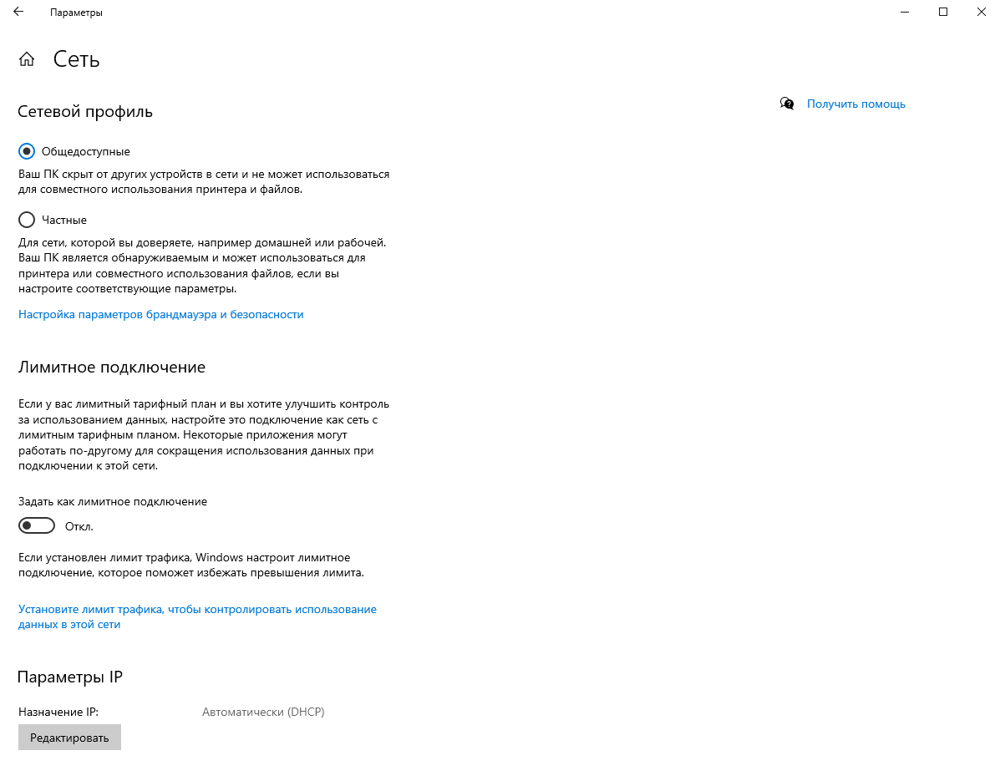 Параметры
Сеть
Сетевой профиль
Получить помощь
Общедоступные
Ваш ПК скрыт от других устройств в сети и не может использоваться
для совместного использования принтера и файлов.
Частные
Для сети, которой вы доверяете, например домашней или рабочей.
Ваш ПК является обнаруживаемым и может использоваться для
принтера или совместного использования файлов, если вы
настроите соответствующие параметры.
Настройка параметров брандмауэра и безопасности
Лимитное подключение
Если у вас лимитный тарифный план и вы хотите улучшить контроль
за использованием данных, настройте это подключение как сеть с
лимитным тарифным планом. Некоторые приложения могут
работать по-другому для сокращения использования данных при
подключении к этой сети.
Задать как лимитное подключение
Откл.
Если установлен лимит трафика, Windows настроит лимитное
подключение, которое поможет избежать превышения лимита.
Установите лимит трафика, чтобы контролировать использование
данных в этой сети
Параметры IP
Назначение IP: Автоматически (DHCP)
Редактировать